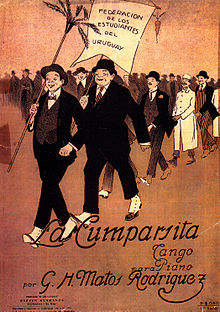 FEDERACION
DE LOS
ESTUDIANTES
DEL
URUGUAY
La Cumparsita
Tango
para
Piano
por G. H. Matos Rodriguez